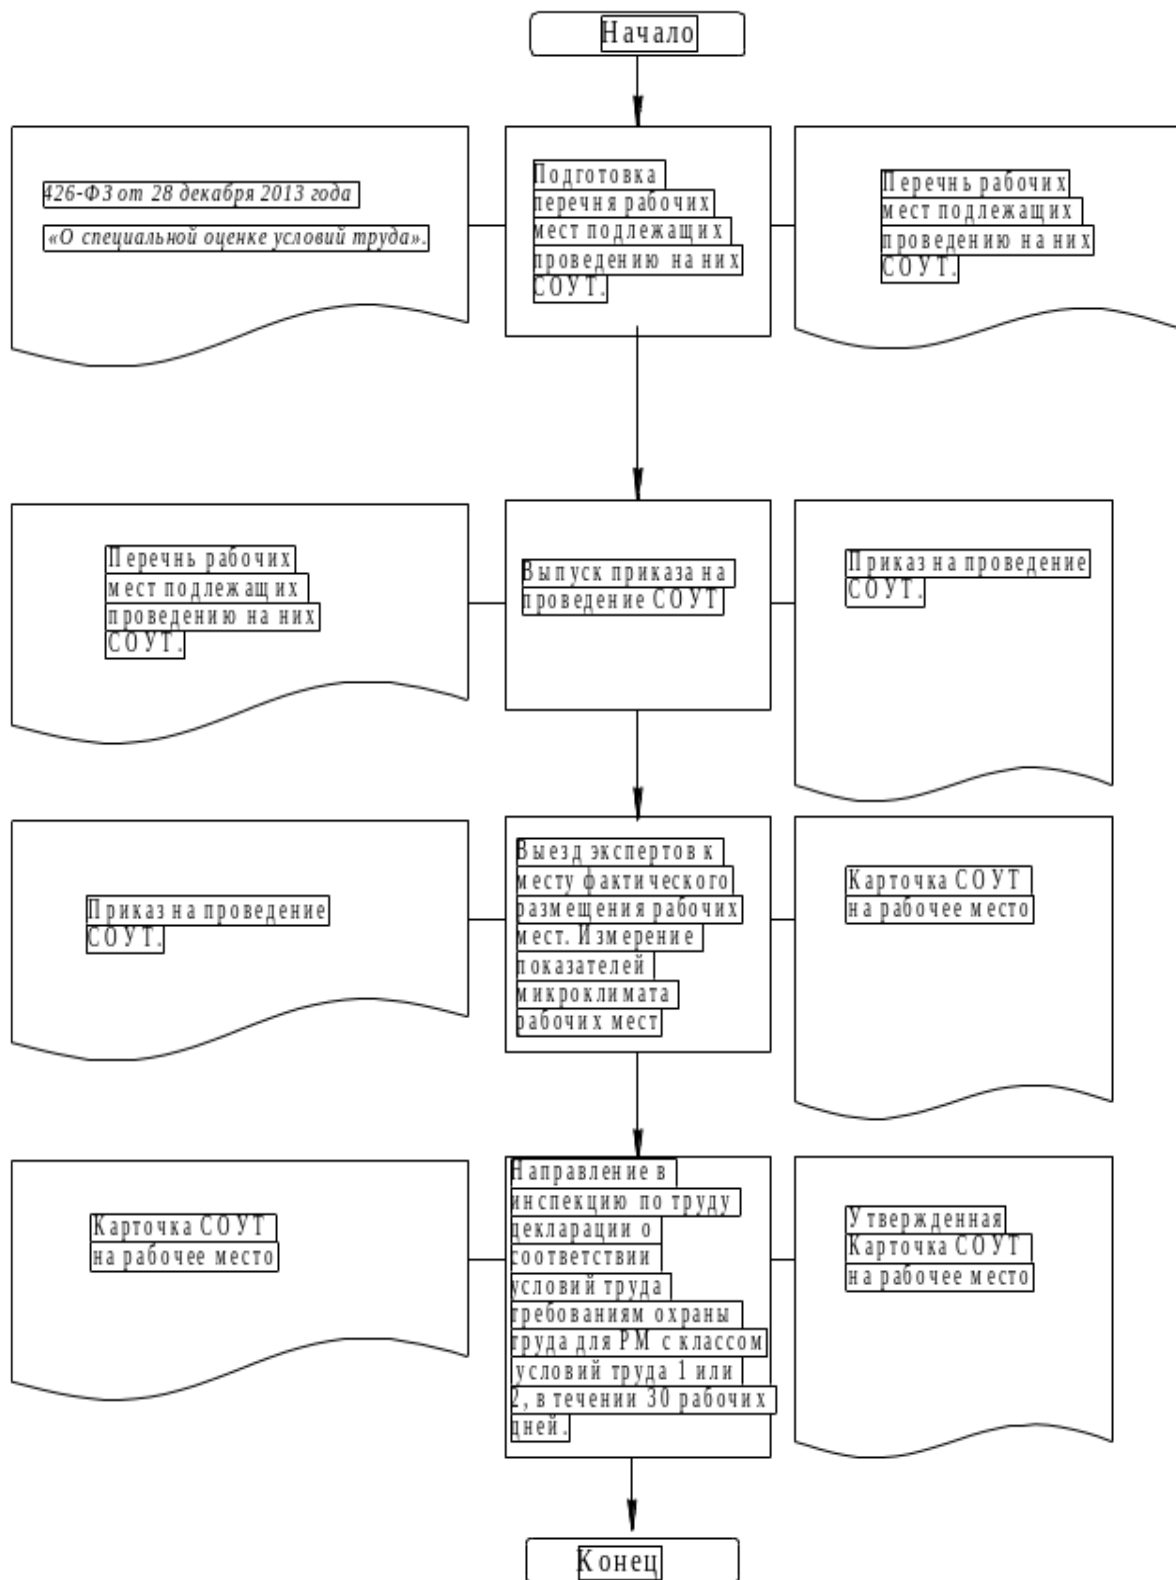 Начало
426-ФЗ от 28 декабря 2013 года
«О специальной оценке условий труда».
Подготовка
перечня рабочих
мест подлежащих
проведению на них
СОУТ.
Перечнь рабочих
мест подлежащих
проведению на них
СОУТ.
Перечнь рабочих
мест подлежащих
проведению на них
СОУТ.
Выпуск приказа на
проведение СОУТ
Приказ на проведение
СОУТ.
Приказ на проведение
СОУТ.
Выезд экспертов к
месту фактического
размещения рабочих
мест. Измерение
показателей
микроклимата
рабочих мест
Карточка СОУТ
на рабочее место
Карточка СОУТ
на рабочее место
Направление в
инспекцию по труду
декларации о
соответствии
условий труда
требованиям охраны
труда для РМ с классом
условий труда 1 или
2, в течении 30 рабочих
дней.
Утвержденная
Карточка СОУТ
на рабочее место
Конец